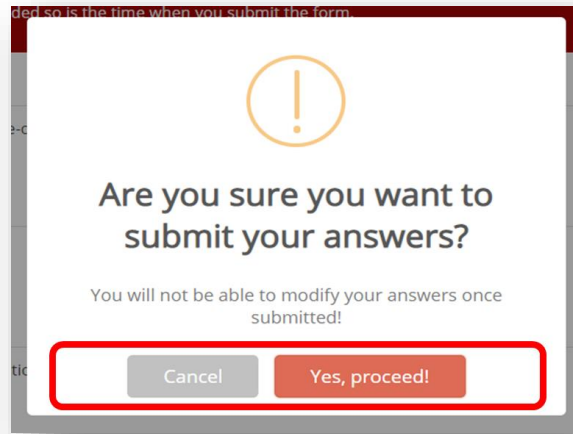 ded so is the time when you submit the form.
Are you sure you want to
submit your answers?
You will not be able to modify your answers once
submitted!
Cancel Yes, proceed!